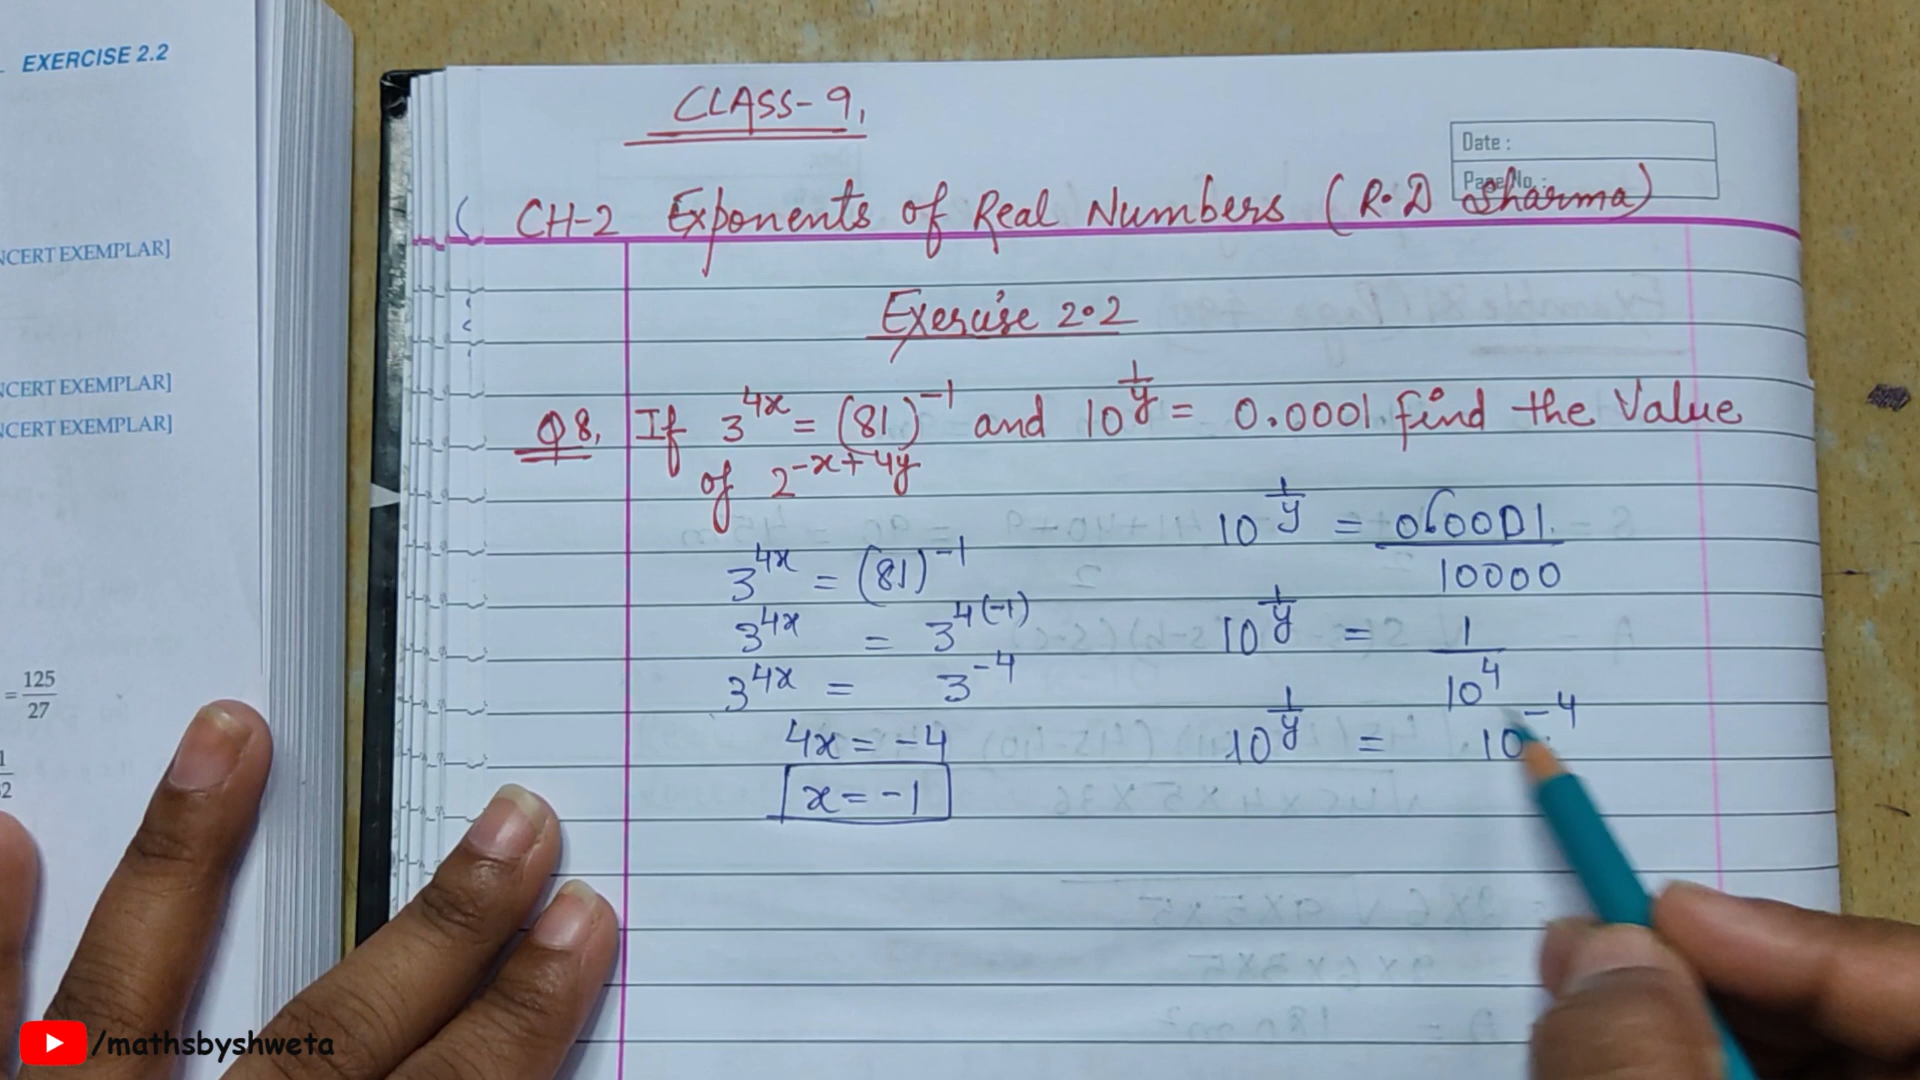 EXERCISE 2.2
NCERT EXEMPLAR]
NCERT EXEMPLAR]
NCERT EXEMPLAR]
= 125/27
CLASS-9,
Date :
Page No. :
CH-2 Exponents of Real Numbers (R.D Sharma)
Exercise 2.2
Q8, If 3^4x = (81)^-1 and 10^1/y = 0.0001. find the Value
of 2^-x+4y
3^4x = (81)^-1
3^4x = 3^4(-1)
3^4x = 3^-4
4x = -4
x = -1
10^1/y = 0.0001. / 10000
10^1/y = 1 / 10^4
10^1/y = 10^-4
/mathsbyshweta